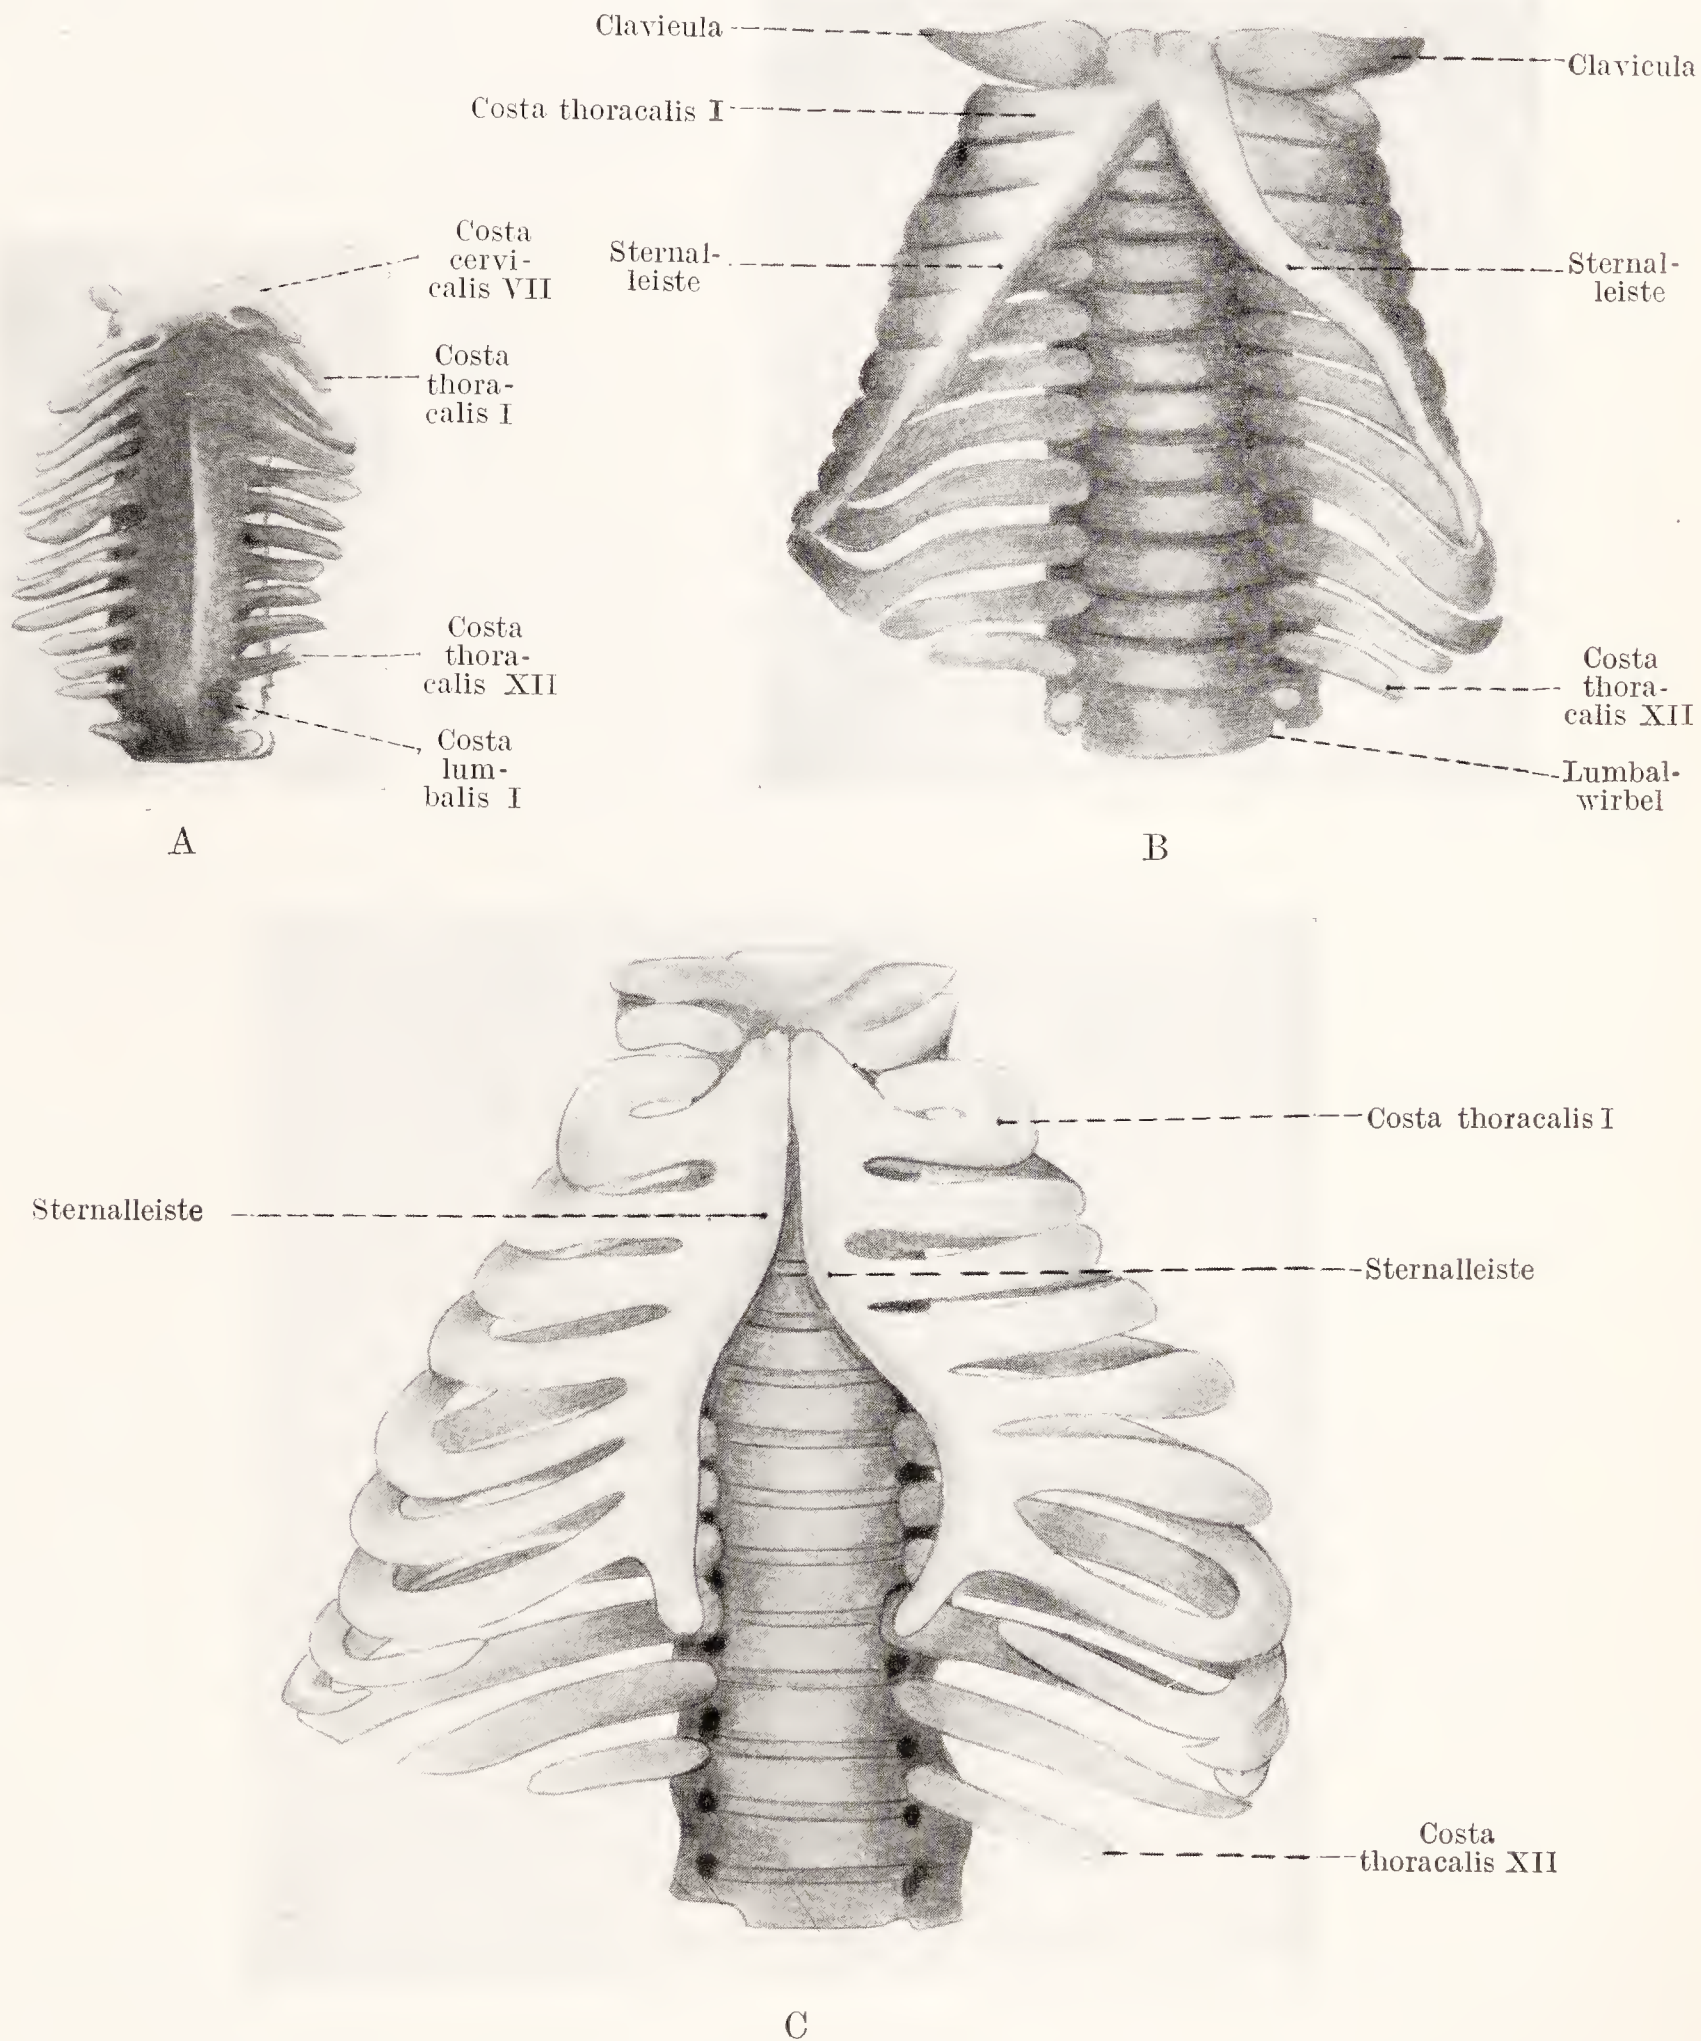 Clavicula
Clavicula
Costa thoracalis I
Costa
cervi-
calis VII
Sternal-
leiste
Sternal-
leiste
Costa
thora-
calis I
Costa
thora-
calis XII
Costa
lum-
balis I
Costa
thora-
calis XII
Lumbal-
wirbel
A
B
Costa thoracalis I
Sternalleiste
Sternalleiste
Costa
thoracalis XII
C